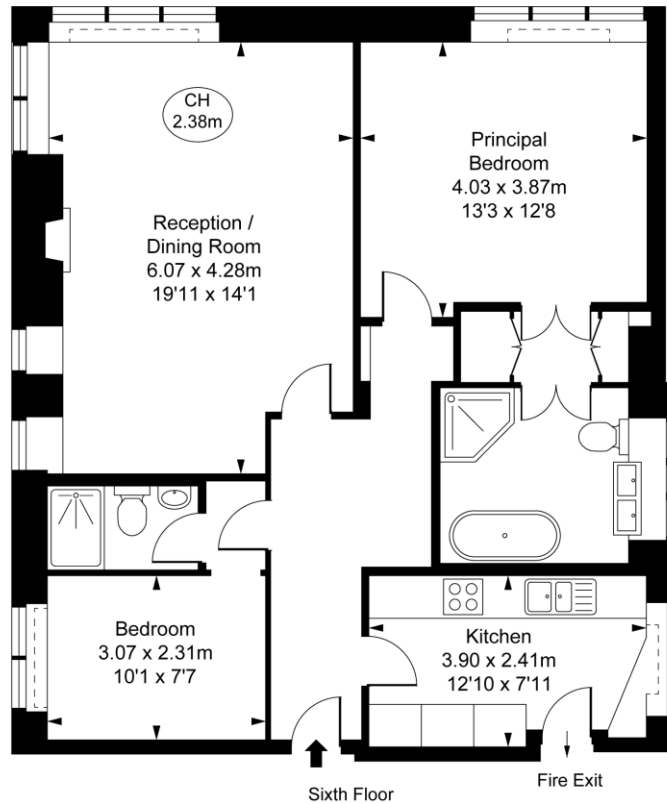 CH
2.38m
Principal
Bedroom
4.03 x 3.87m
13'3 x 12'8
Reception /
Dining Room
6.07 x 4.28m
19'11 x 14'1
Bedroom
3.07 x 2.31m
10'1 x 7'7
Kitchen
3.90 x 2.41m
12'10 x 7'11
Fire Exit
Sixth Floor